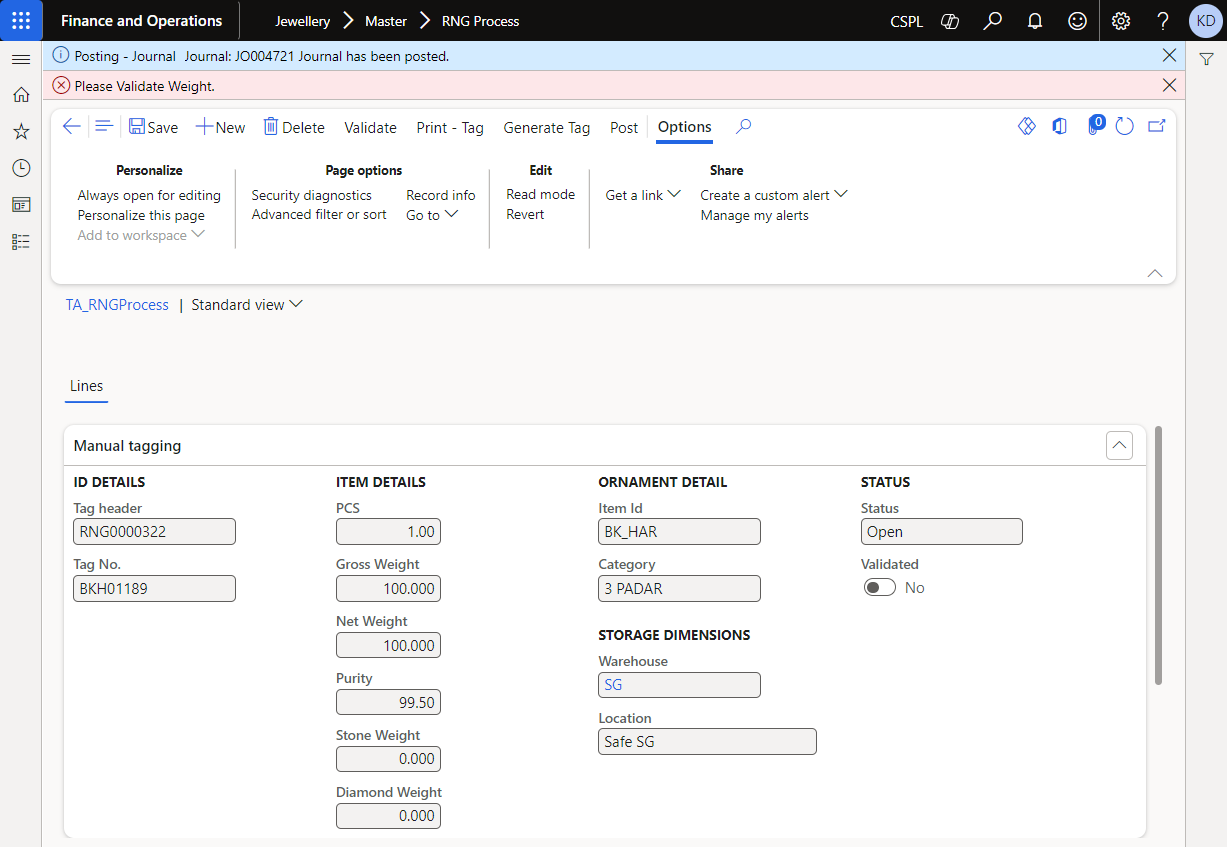 Finance and Operations Jewellery Master RNG Process CSPL ? KD
Posting - Journal Journal: JO004721 Journal has been posted.
Please Validate Weight.
Save New Delete Validate Print - Tag Generate Tag Post Options 0
Personalize Page options Edit Share
Always open for editing Security diagnostics Record info Read mode Get a link Create a custom alert
Personalize this page Advanced filter or sort Go to Revert Manage my alerts
Add to workspace
TA_RNGProcess | Standard view
Lines
Manual tagging
ID DETAILS
Tag header
RNG0000322
Tag No.
BKH01189
ITEM DETAILS
PCS
1.00
Gross Weight
100.000
Net Weight
100.000
Purity
99.50
Stone Weight
0.000
Diamond Weight
0.000
ORNAMENT DETAIL
Item Id
BK_HAR
Category
3 PADAR
STORAGE DIMENSIONS
Warehouse
SG
Location
Safe SG
STATUS
Status
Open
Validated
No